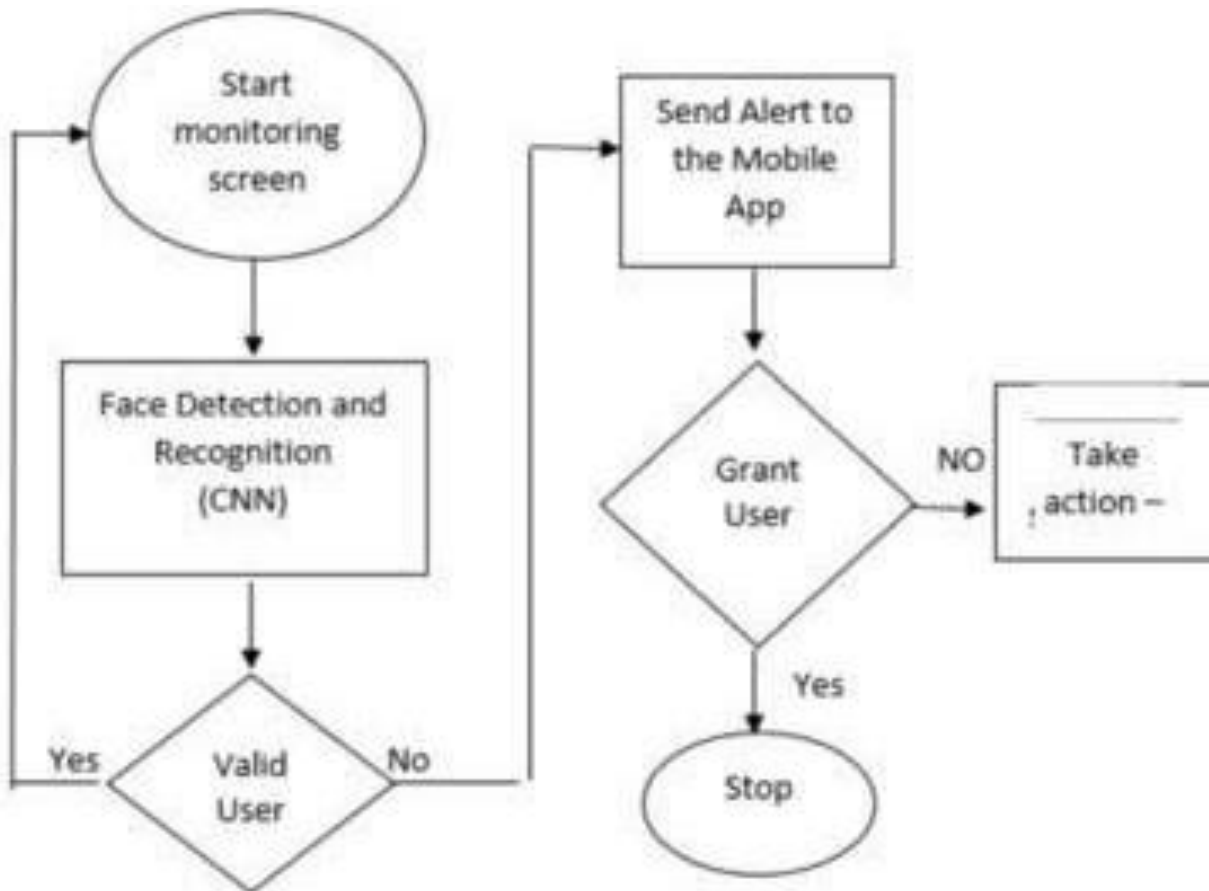 Start
monitoring
screen
Face Detection and
Recognition
(CNN)
Valid
User
Yes
No
Send Alert to
the Mobile
App
Grant
User
NO
Take
action –
Yes
Stop